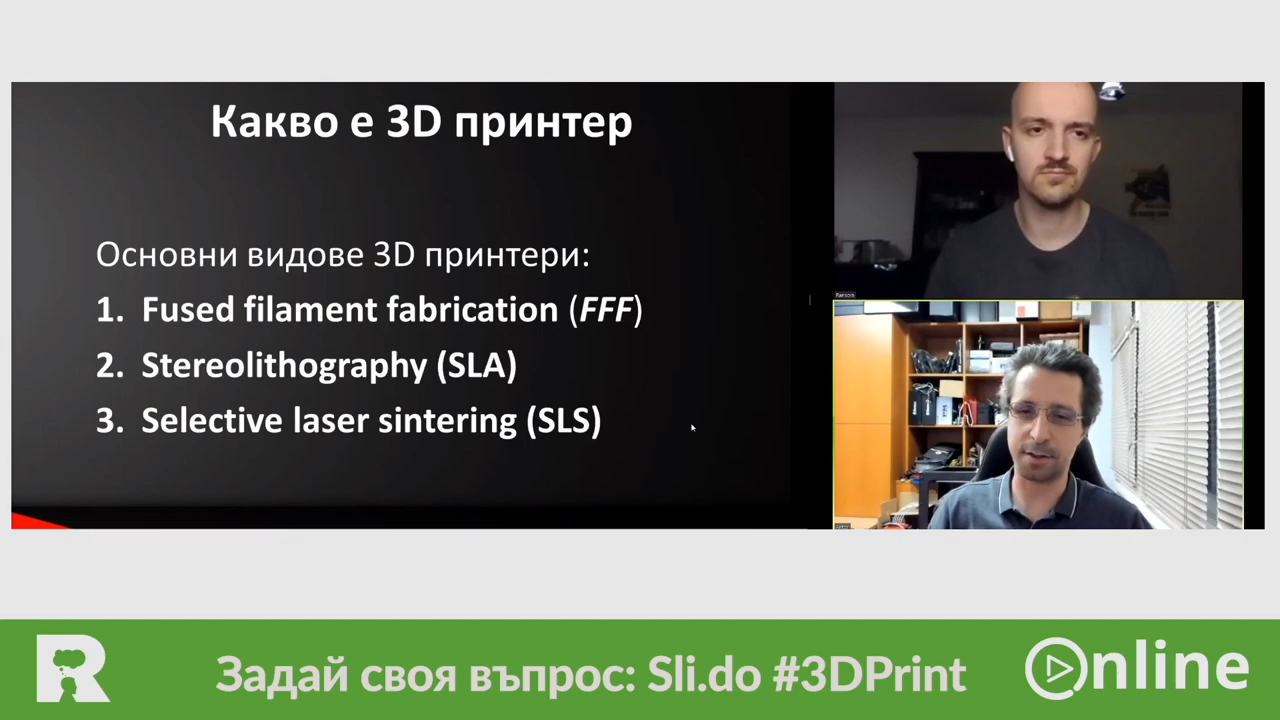 Какво е 3D принтер
Основни видове 3D принтери:
1. Fused filament fabrication (FFF)
2. Stereolithography (SLA)
3. Selective laser sintering (SLS)
R
Задай своя въпрос: Sli.do #3DPrint
Online